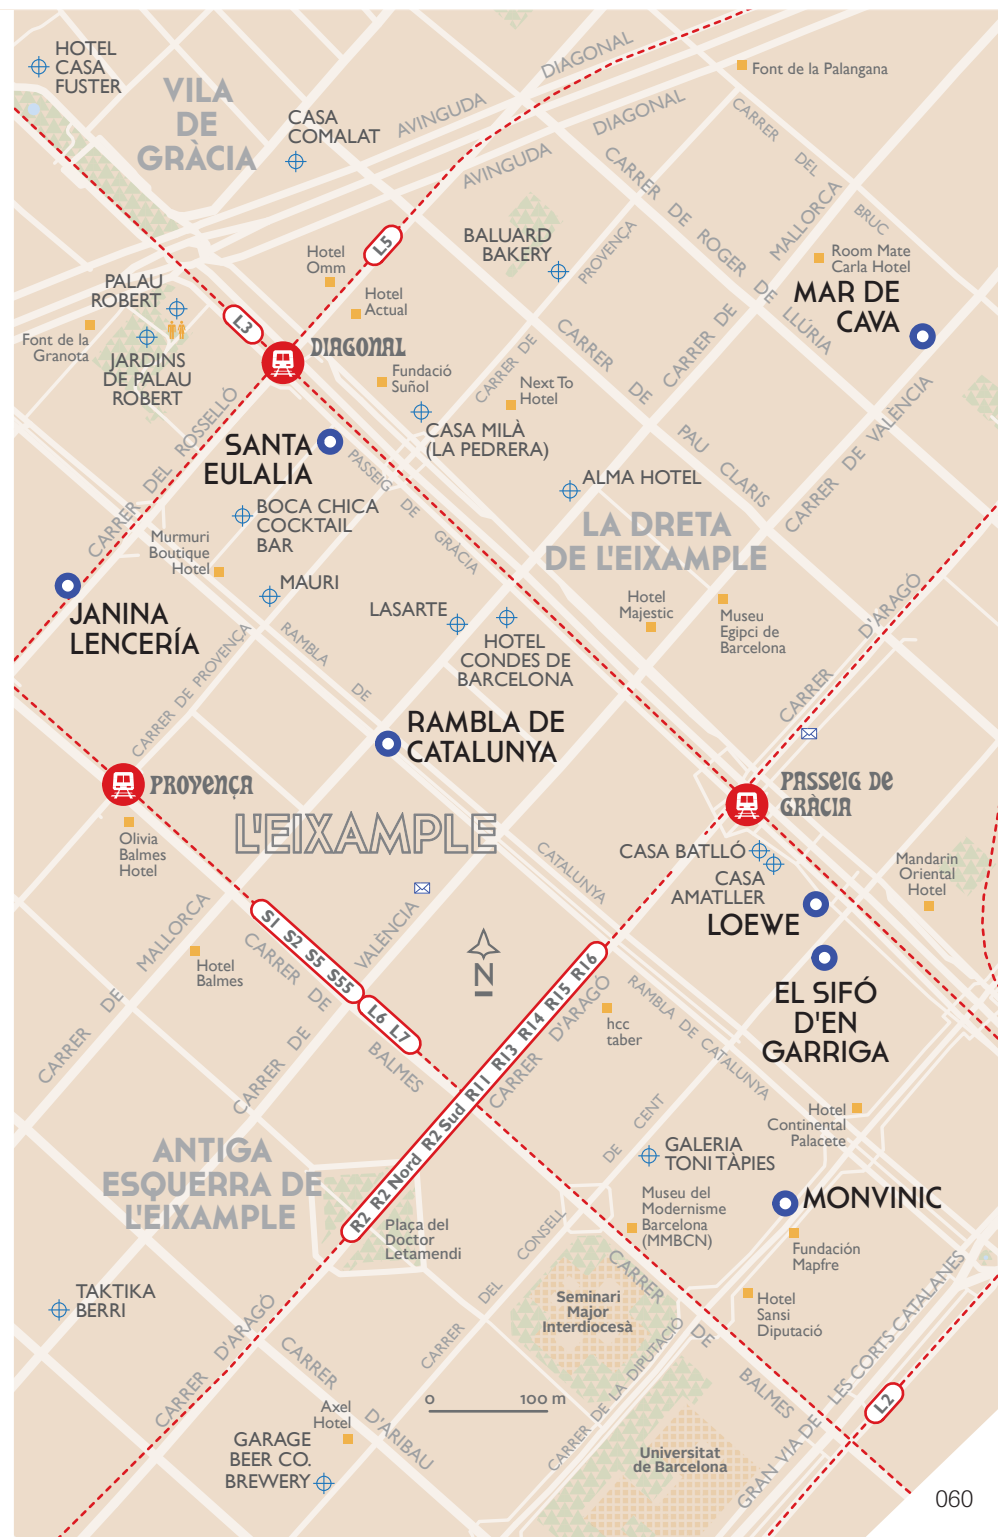 HOTEL
CASA
FUSTER
VILA
DE
GRÀCIA
CASA
COMALAT
AVINGUDA
DIAGONAL
AVINGUDA
DIAGONAL
Font de la Palangana
CARRER
DEL
BRUC
CARRER
DE
ROGER
DE
LLÚRIA
MALLORCA
CARRER DE
PROVENÇA
CARRER DE
L5
BALUARD
BAKERY
Room Mate
Carla Hotel
MAR DE
CAVA
Hotel
Omm
Hotel
Actual
PALAU
ROBERT
Font de la
Granota
JARDINS
DE PALAU
ROBERT
L3
DIAGONAL
Fundació
Suñol
Next To
Hotel
CASA MILÀ
(LA PEDRERA)
CARRER
DE
PAU
CLARIS
CARRER DE VALÈNCIA
CARRER DEL ROSSELLÓ
SANTA
EULALIA
PASSEIG
DE
GRÀCIA
ALMA HOTEL
BOCA CHICA
COCKTAIL
BAR
LA DRETA
DE L'EIXAMPLE
Murmuri
Boutique
Hotel
MAURI
JANINA
LENCERÍA
LASARTE
HOTEL
CONDES DE
BARCELONA
Hotel
Majestic
Museu
Egipci de
Barcelona
CARRER
D'ARAGÓ
CARRER DE PROVENÇA
RAMBLA
DE
CATALUNYA
RAMBLA DE
CATALUNYA
PROVENÇA
PASSEIG DE
GRÀCIA
L'EIXAMPLE
Olivia
Balmes
Hotel
CASA BATLLÓ
CASA
AMATLLER
Mandarin
Oriental
Hotel
LOEWE
CARRER
DE
MALLORCA
S1 S2 S5 S55
L6 L7
CARRER
DE
BALMES
CARRER DE
VALÈNCIA
N
Hotel
Balmes
EL SIFÓ
D'EN
GARRIGA
R2 R2 Nord R2 Sud R11 R13 R14 R15 R16
CARRER D'ARAGÓ
hcc
taber
RAMBLA DE CATALUNYA
Hotel
Continental
Palacete
ANTIGA
ESQUERRA DE
L'EIXAMPLE
GALERIA
TONI TÀPIES
CARRER
DEL
CONSELL
DE
CENT
MONVINIC
Museu del
Modernisme
Barcelona
(MMBCN)
Fundación
Mapfre
Plaça del
Doctor
Letamendi
TAKTIKA
BERRI
Seminari
Major
Interdiocesà
CARRER
DE
BALMES
Hotel
Sansi
Diputació
CARRER D'ARAGÓ
CARRER
D'ARIBAU
0 100 m
Axel
Hotel
GARAGE
BEER CO.
BREWERY
CARRER DE LA DIPUTACIÓ
Universitat
de Barcelona
GRAN VIA DE LES CORTS CATALANES
L2
060